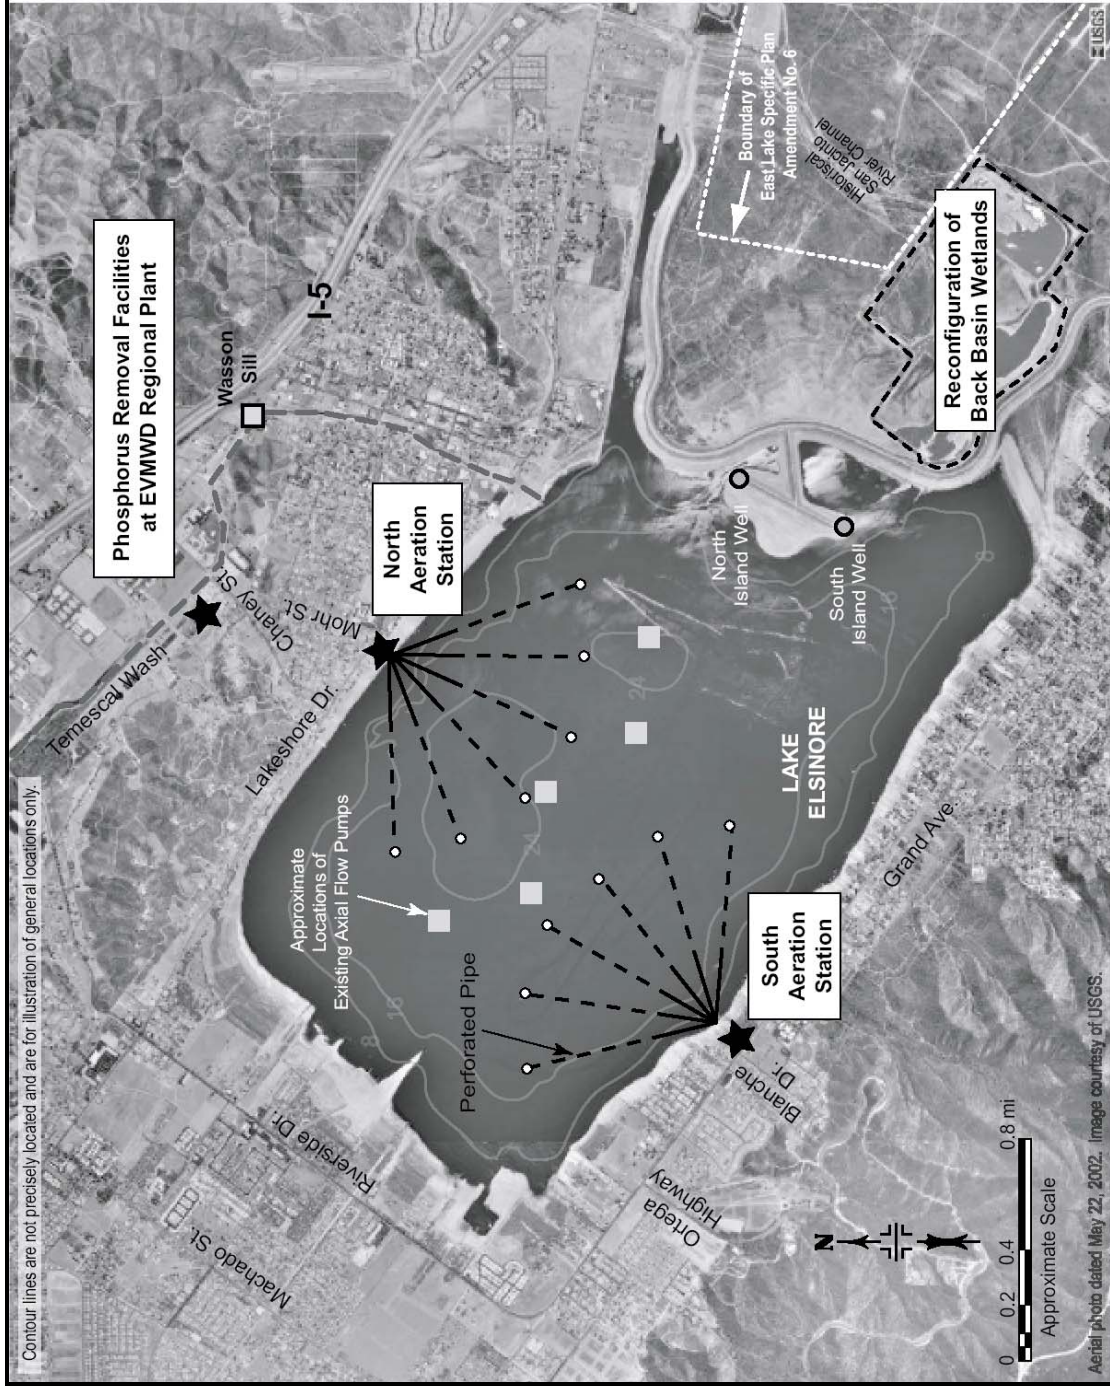 Contour lines are not precisely located and are for illustration of general locations only.
Phosphorus Removal Facilities
at EVMWD Regional Plant
Wasson
Sill
I-5
Temescal Wash
Chaney St.
Mohr St.
Lakeshore Dr.
North
Aeration
Station
Approximate
Locations of
Existing Axial Flow Pumps
Perforated Pipe
Riverside Dr.
Machado St.
Ortega
Highway
Blanche
Dr.
South
Aeration
Station
Grand Ave.
LAKE
ELSINORE
North
Island Well
South
Island Well
Boundary of
East Lake Specific Plan
Amendment No. 6
Historiscal
San Jacinto
River Channel
Reconfiguration of
Back Basin Wetlands
8
16
24
24
16
8
N
0 0.2 0.4 0.8 mi
Approximate Scale
Aerial photo dated May 22, 2002. Image courtesy of USGS.
USGS